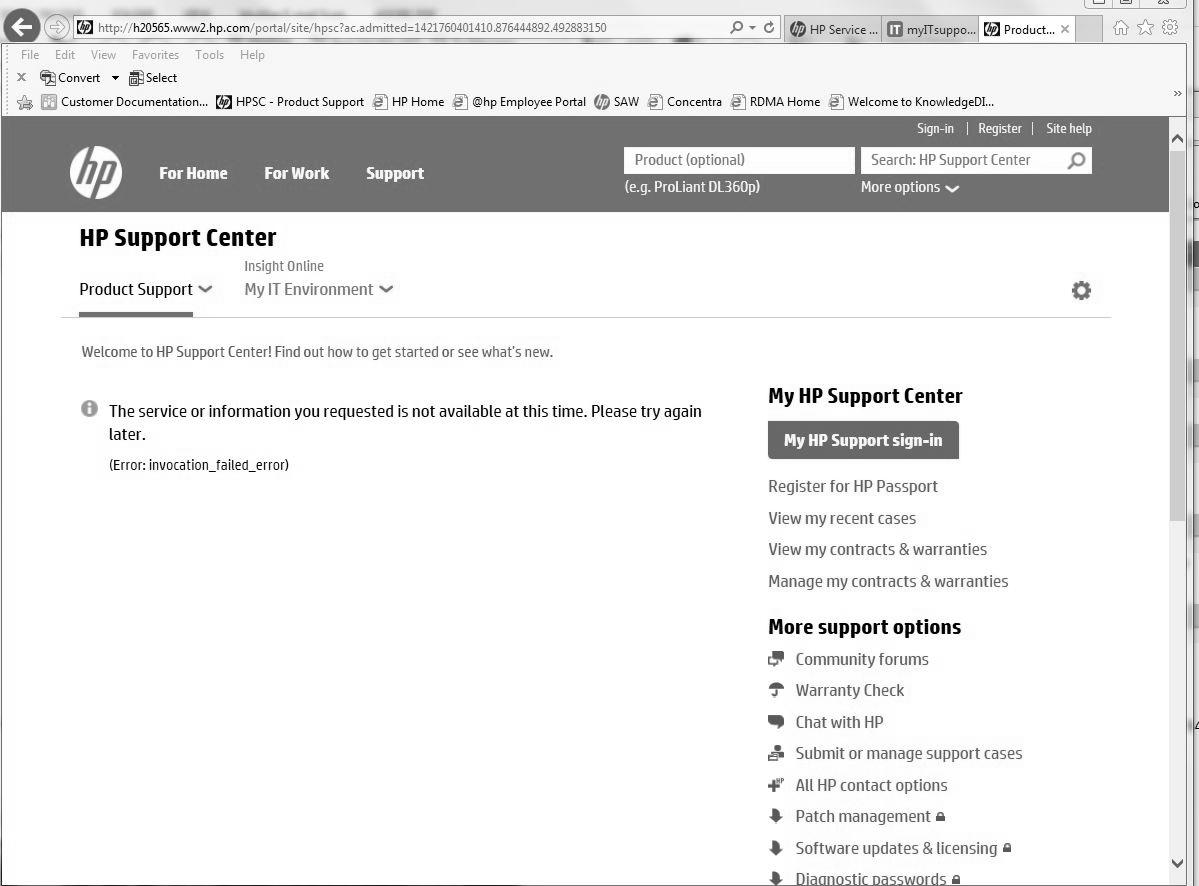 http://h20565.www2.hp.com/portal/site/hpsc?ac.admitted=1421760401410.876444892.492883150
HP Service ...
myITsuppo...
Product...
File Edit View Favorites Tools Help
Convert Select
Customer Documentation... HPSC - Product Support HP Home @hp Employee Portal SAW Concentra RDMA Home Welcome to KnowledgeDI...
Sign-in | Register | Site help
hp
For Home For Work Support
Product (optional)
Search: HP Support Center
(e.g. ProLiant DL360p)
More options
HP Support Center
Insight Online
Product Support
My IT Environment
Welcome to HP Support Center! Find out how to get started or see what's new.
The service or information you requested is not available at this time. Please try again
later.
(Error: invocation_failed_error)
My HP Support Center
My HP Support sign-in
Register for HP Passport
View my recent cases
View my contracts & warranties
Manage my contracts & warranties
More support options
Community forums
Warranty Check
Chat with HP
Submit or manage support cases
All HP contact options
Patch management
Software updates & licensing
Diagnostic passwords